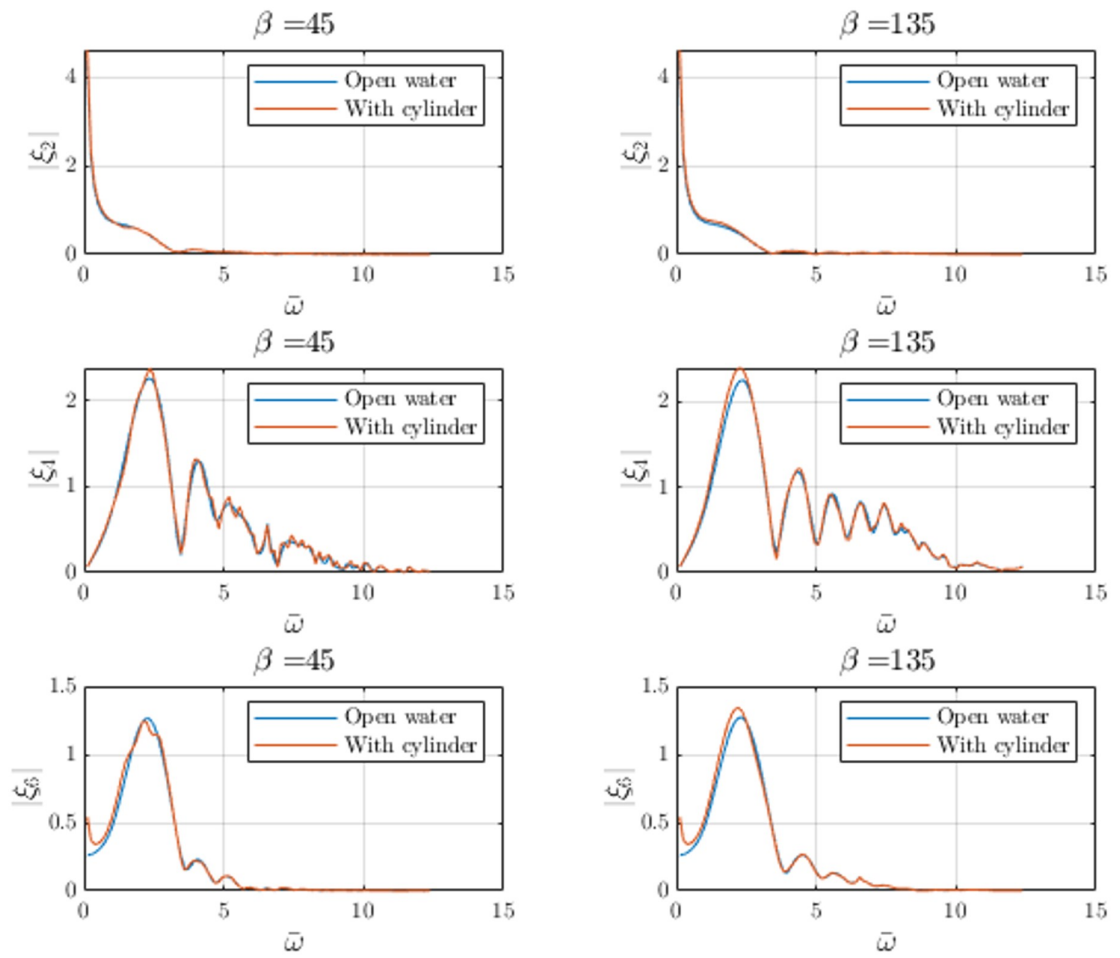 β =45
β =135
|ξ2|
4
2
0
0 5 10 15
ω̄
Open water
With cylinder
|ξ2|
4
2
0
0 5 10 15
ω̄
Open water
With cylinder
β =45
β =135
|ξ4|
2
1
0
0 5 10 15
ω̄
Open water
With cylinder
|ξ4|
2
1
0
0 5 10 15
ω̄
Open water
With cylinder
β =45
β =135
|ξ6|
1.5
1
0.5
0
0 5 10 15
ω̄
Open water
With cylinder
|ξ6|
1.5
1
0.5
0
0 5 10 15
ω̄
Open water
With cylinder